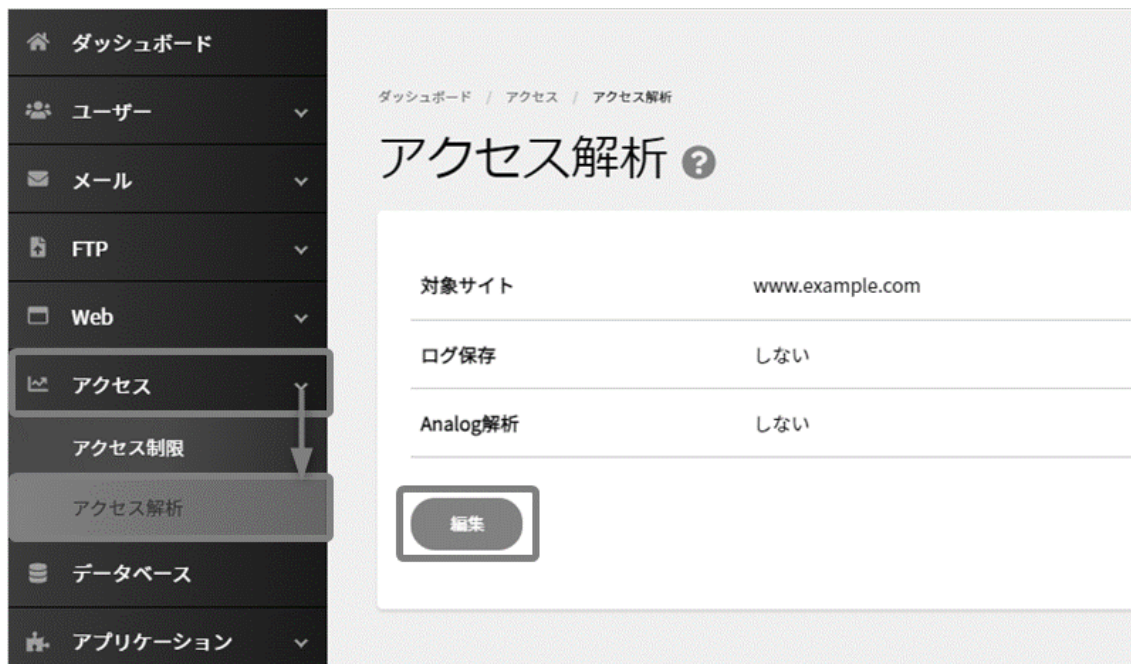 ダッシュボード
ユーザー
メール
FTP
Web
アクセス
アクセス制限
アクセス解析
データベース
アプリケーション
ダッシュボード / アクセス / アクセス解析
アクセス解析 ?
対象サイト www.example.com
ログ保存 しない
Analog解析 しない
編集